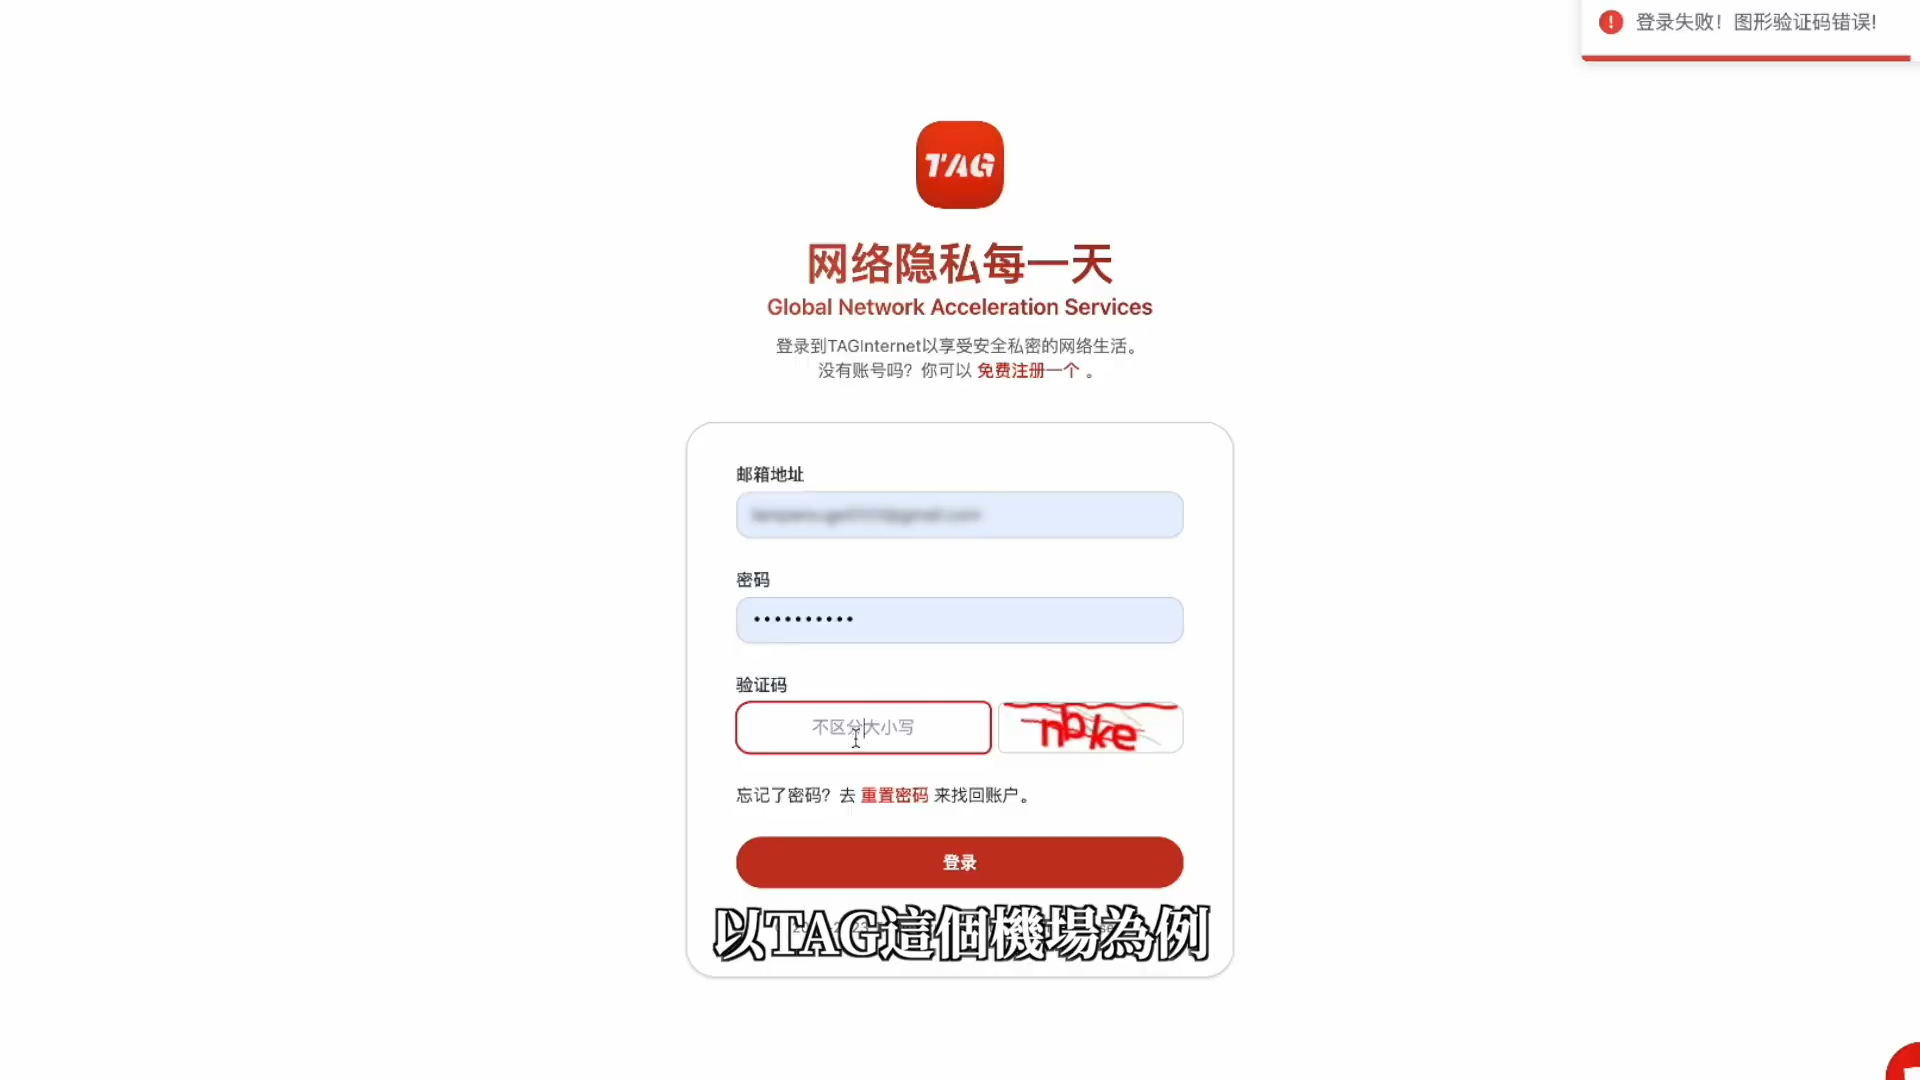 登录失败！图形验证码错误!
TAG
网络隐私每一天
Global Network Acceleration Services
登录到TAGInternet以享受安全私密的网络生活。
没有账号吗？你可以 免费注册一个 。
邮箱地址
密码
验证码
不区分大小写
nbke
忘记了密码？去 重置密码 来找回账户。
登录
以TAG這個機場為例